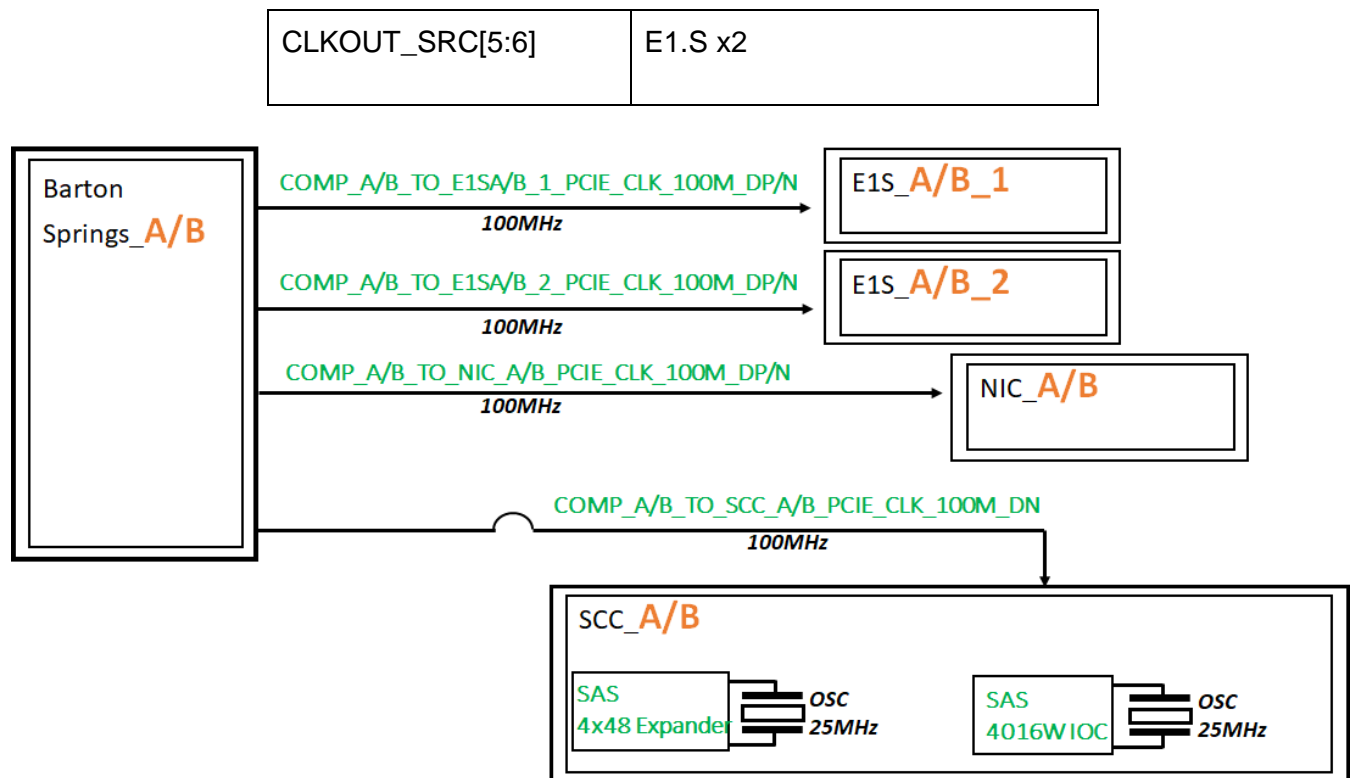 CLKOUT_SRC[5:6] E1.S x2
Barton
Springs_A/B
COMP_A/B_TO_E1SA/B_1_PCIE_CLK_100M_DP/N
100MHz
E1S_A/B_1
COMP_A/B_TO_E1SA/B_2_PCIE_CLK_100M_DP/N
100MHz
E1S_A/B_2
COMP_A/B_TO_NIC_A/B_PCIE_CLK_100M_DP/N
100MHz
NIC_A/B
COMP_A/B_TO_SCC_A/B_PCIE_CLK_100M_DN
100MHz
SCC_A/B
SAS
4x48 Expander
OSC
25MHz
SAS
4016W IOC
OSC
25MHz